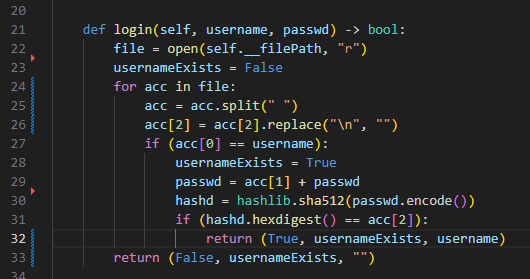 20
21 def login(self, username, passwd) -> bool:
22 file = open(self.__filePath, "r")
23 usernameExists = False
24 for acc in file:
25 acc = acc.split(" ")
26 acc[2] = acc[2].replace("\n", "")
27 if (acc[0] == username):
28 usernameExists = True
29 passwd = acc[1] + passwd
30 hashd = hashlib.sha512(passwd.encode())
31 if (hashd.hexdigest() == acc[2]):
32 return (True, usernameExists, username)
33 return (False, usernameExists, "")